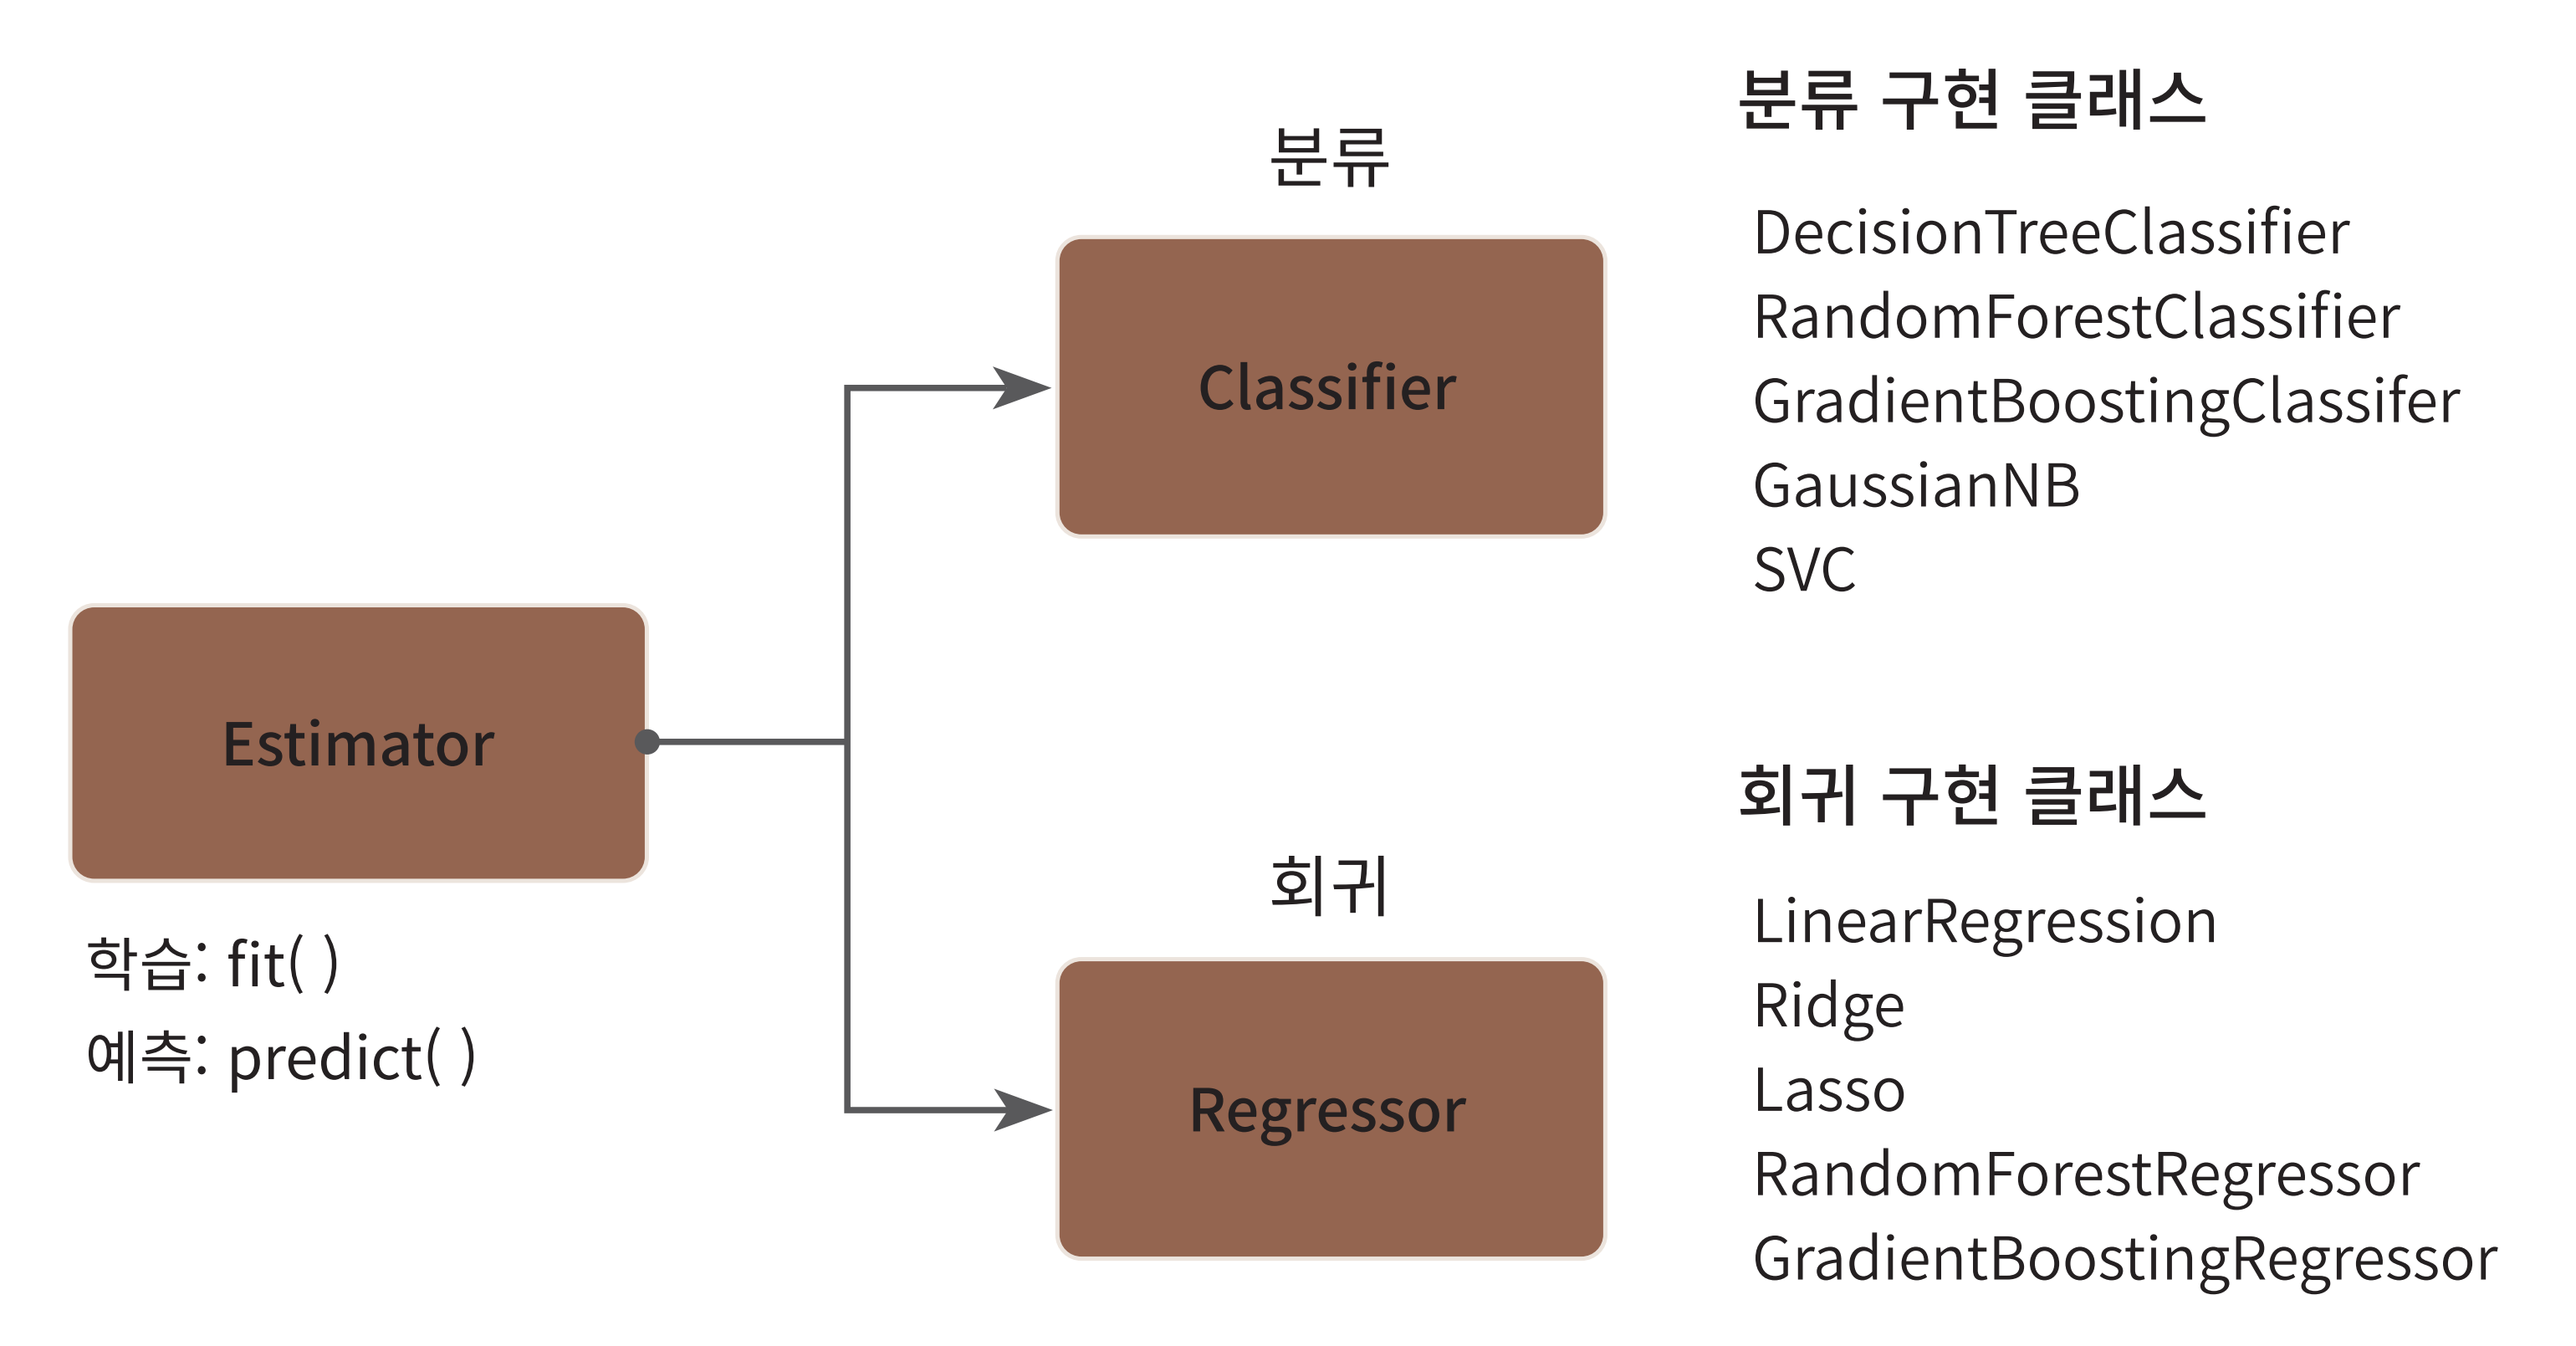 Estimator
학습: fit( )
예측: predict( )
분류
Classifier
회귀
Regressor
분류 구현 클래스
DecisionTreeClassifier
RandomForestClassifier
GradientBoostingClassifer
GaussianNB
SVC
회귀 구현 클래스
LinearRegression
Ridge
Lasso
RandomForestRegressor
GradientBoostingRegressor